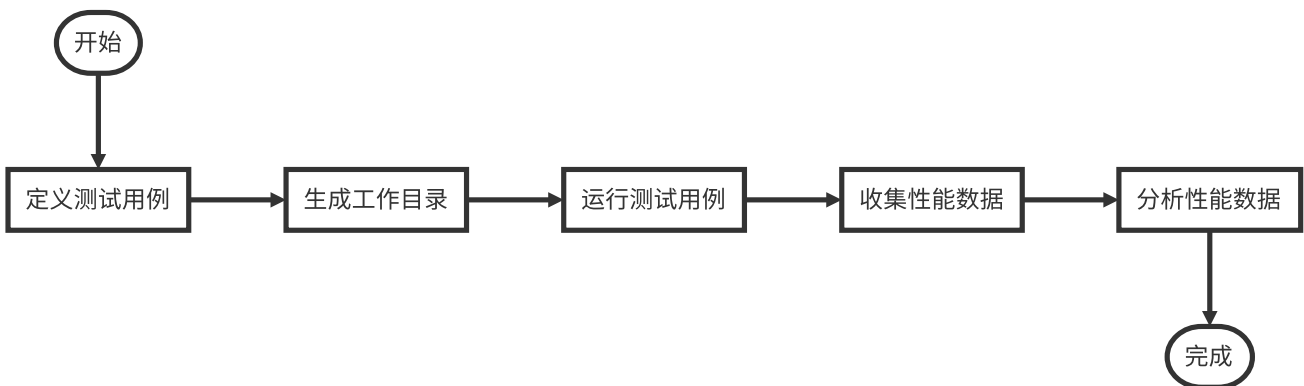 开始
定义测试用例
生成工作目录
运行测试用例
收集性能数据
分析性能数据
完成